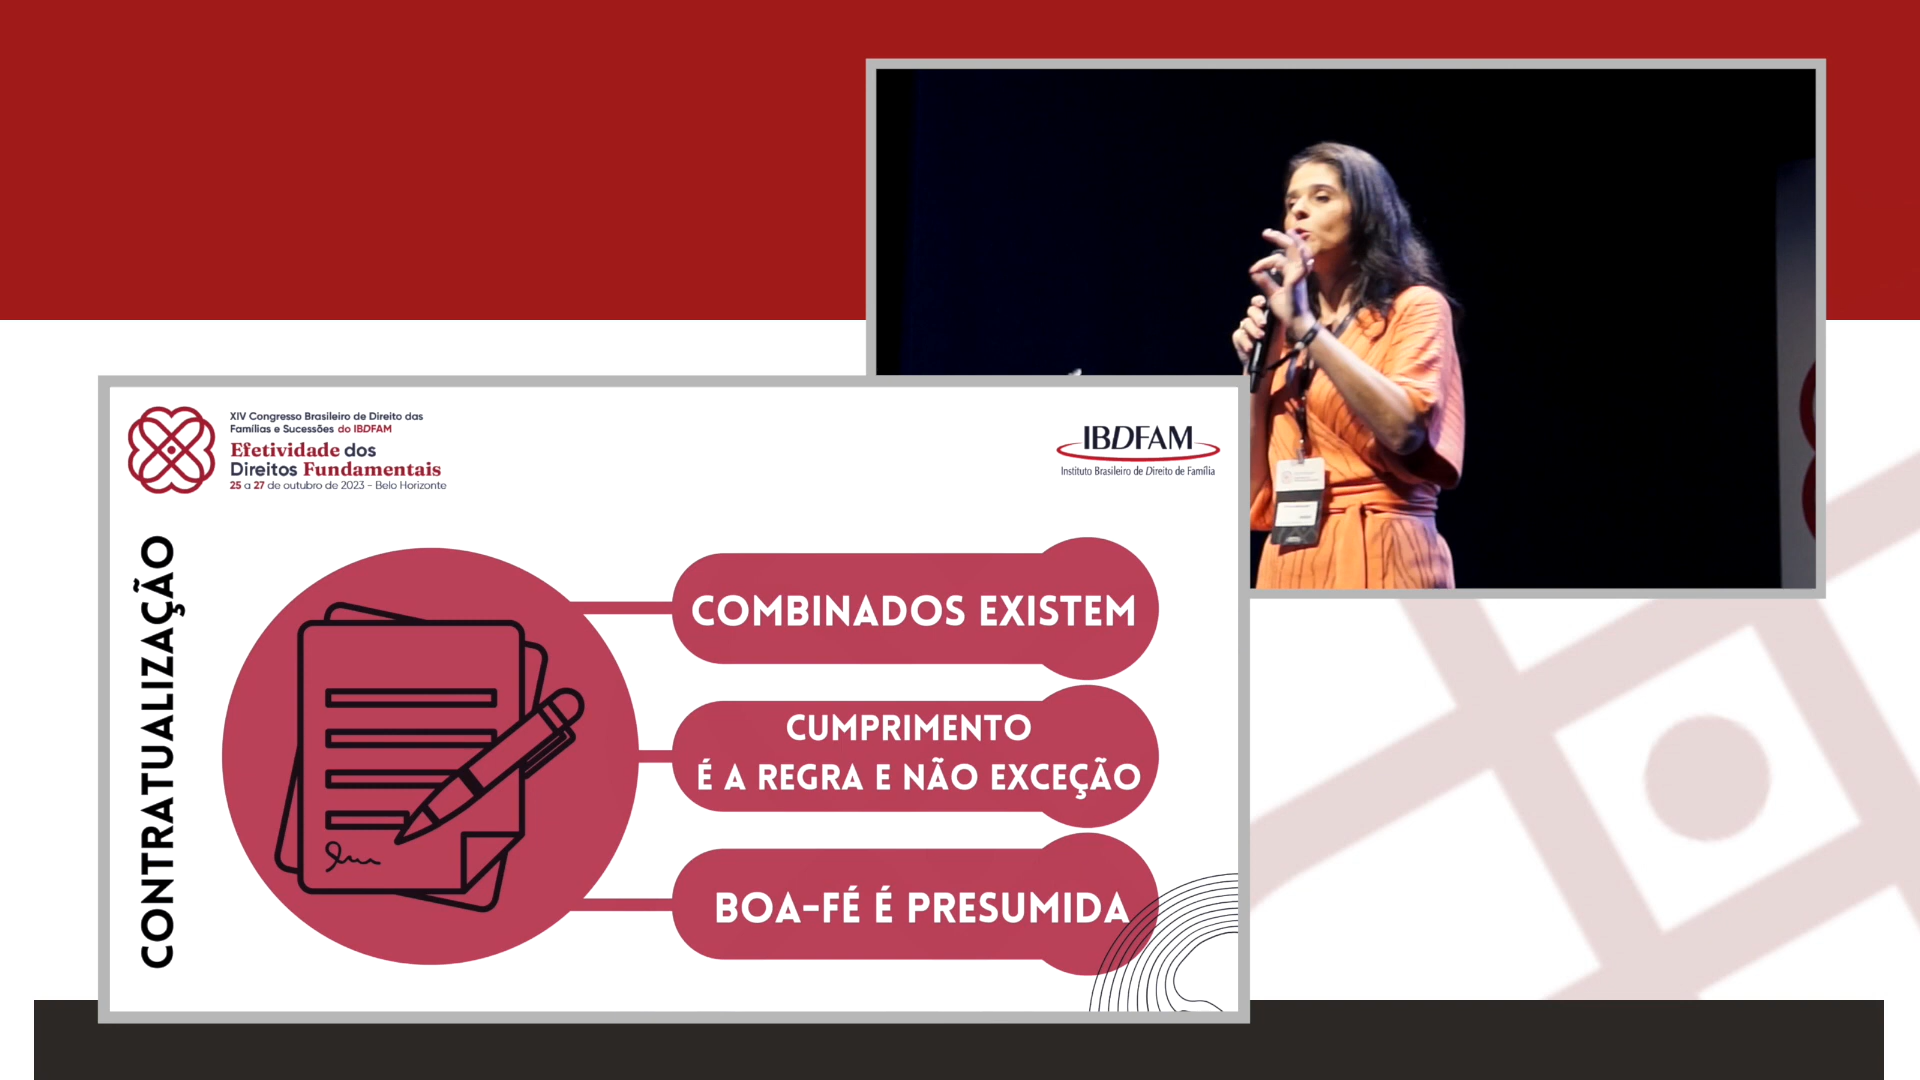 XIV Congresso Brasileiro de Direito das
Famílias e Sucessões do IBDFAM
Efetividade dos
Direitos Fundamentais
25 a 27 de outubro de 2023 - Belo Horizonte
IBDFAM
Instituto Brasileiro de Direito de Família
CONTRATUALIZAÇÃO
COMBINADOS EXISTEM
CUMPRIMENTO
É A REGRA E NÃO EXCEÇÃO
BOA-FÉ É PRESUMIDA